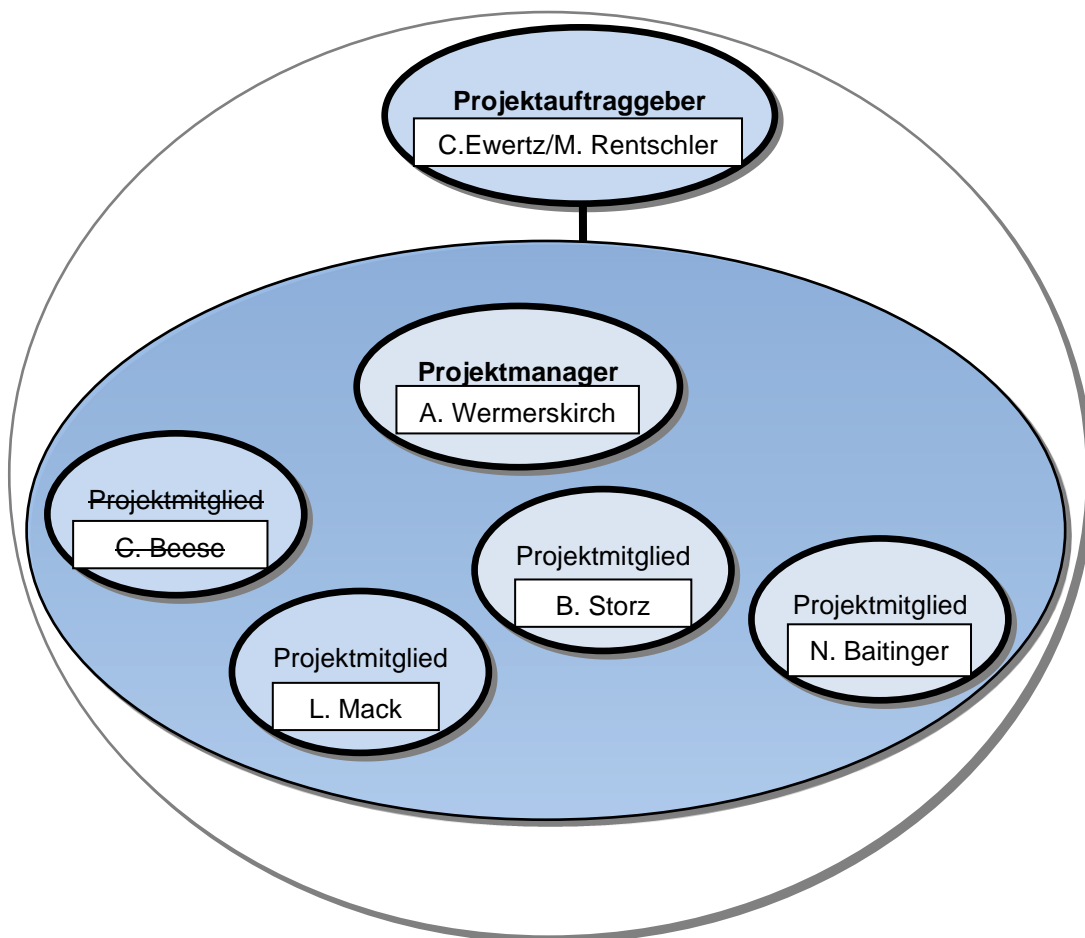 Projektauftraggeber
C.Ewertz/M. Rentschler
Projektmanager
A. Wermerskirch
Projektmitglied
C. Beese
Projektmitglied
B. Storz
Projektmitglied
N. Baitinger
Projektmitglied
L. Mack